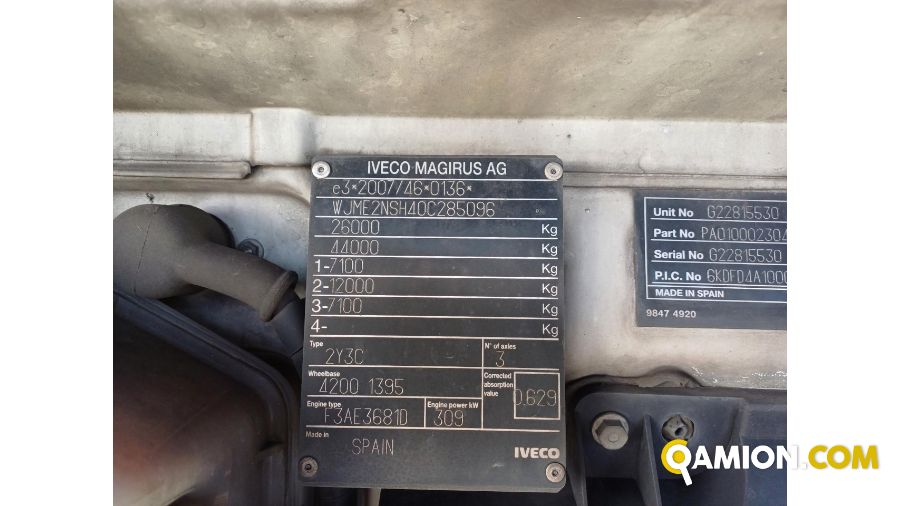 IVECO MAGIRUS AG
e3*2007/46*0136*
WJME2NSH40C285096
26000 Kg
44000 Kg
1-7100 Kg
2-12000 Kg
3-7100 Kg
4- Kg
Type
2Y3C
N° of axles
3
Wheelbase
4200 1395
Corrected absorption value
0.629
Engine type
F3AE3681D
Engine power kW
309
Made in
SPAIN
IVECO
Unit No G22815530
Part No PA010002304
Serial No G22815530
P.I.C. No 6KDFD4A1000
MADE IN SPAIN
9847 4920
QAMION.COM